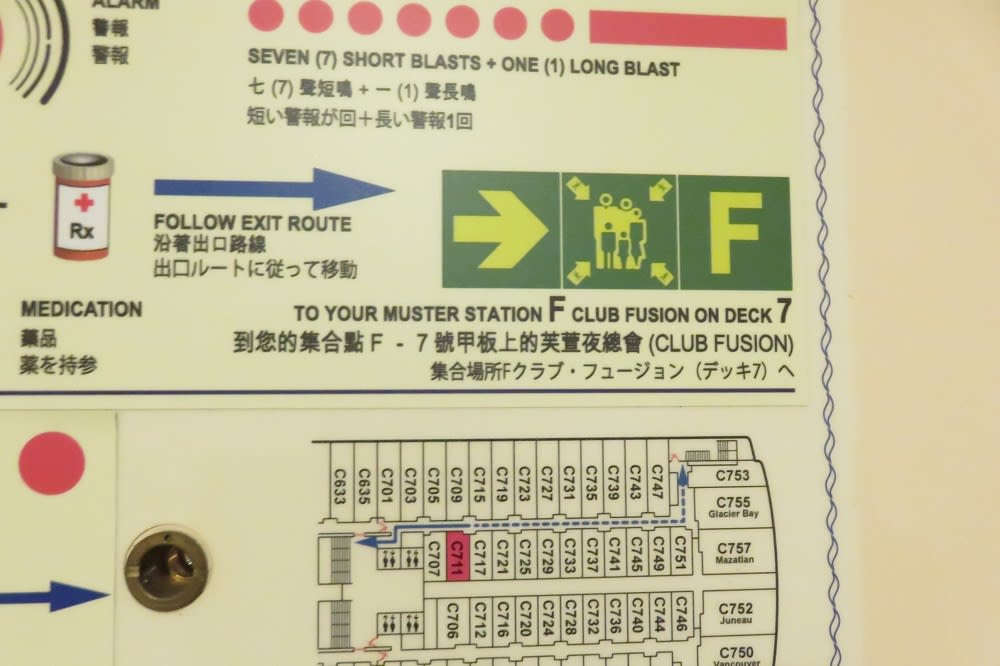 ALARM
警報
警報
SEVEN (7) SHORT BLASTS + ONE (1) LONG BLAST
七 (7) 聲短鳴 + 一 (1) 聲長鳴
短い警報が回＋長い警報1回
Rx
FOLLOW EXIT ROUTE
沿著出口路線
出口ルートに従って移動
F
MEDICATION
藥品
薬を持参
TO YOUR MUSTER STATION F CLUB FUSION ON DECK 7
到您的集合點 F - 7 號甲板上的芙萱夜總會 (CLUB FUSION)
集合場所Fクラブ・フュージョン（デッキ7）へ
C633 C635 C701 C703 C705 C709 C715 C719 C723 C727 C731 C735 C739 C743 C747
C753
C755
Glacier Bay
C707 C711 C717 C721 C725 C729 C733 C737 C741 C745 C749 C751
C757
Mazatlan
C706 C712 C716 C720 C724 C728 C732 C736 C740 C744 C746
C752
Juneau
C750
Vancouver